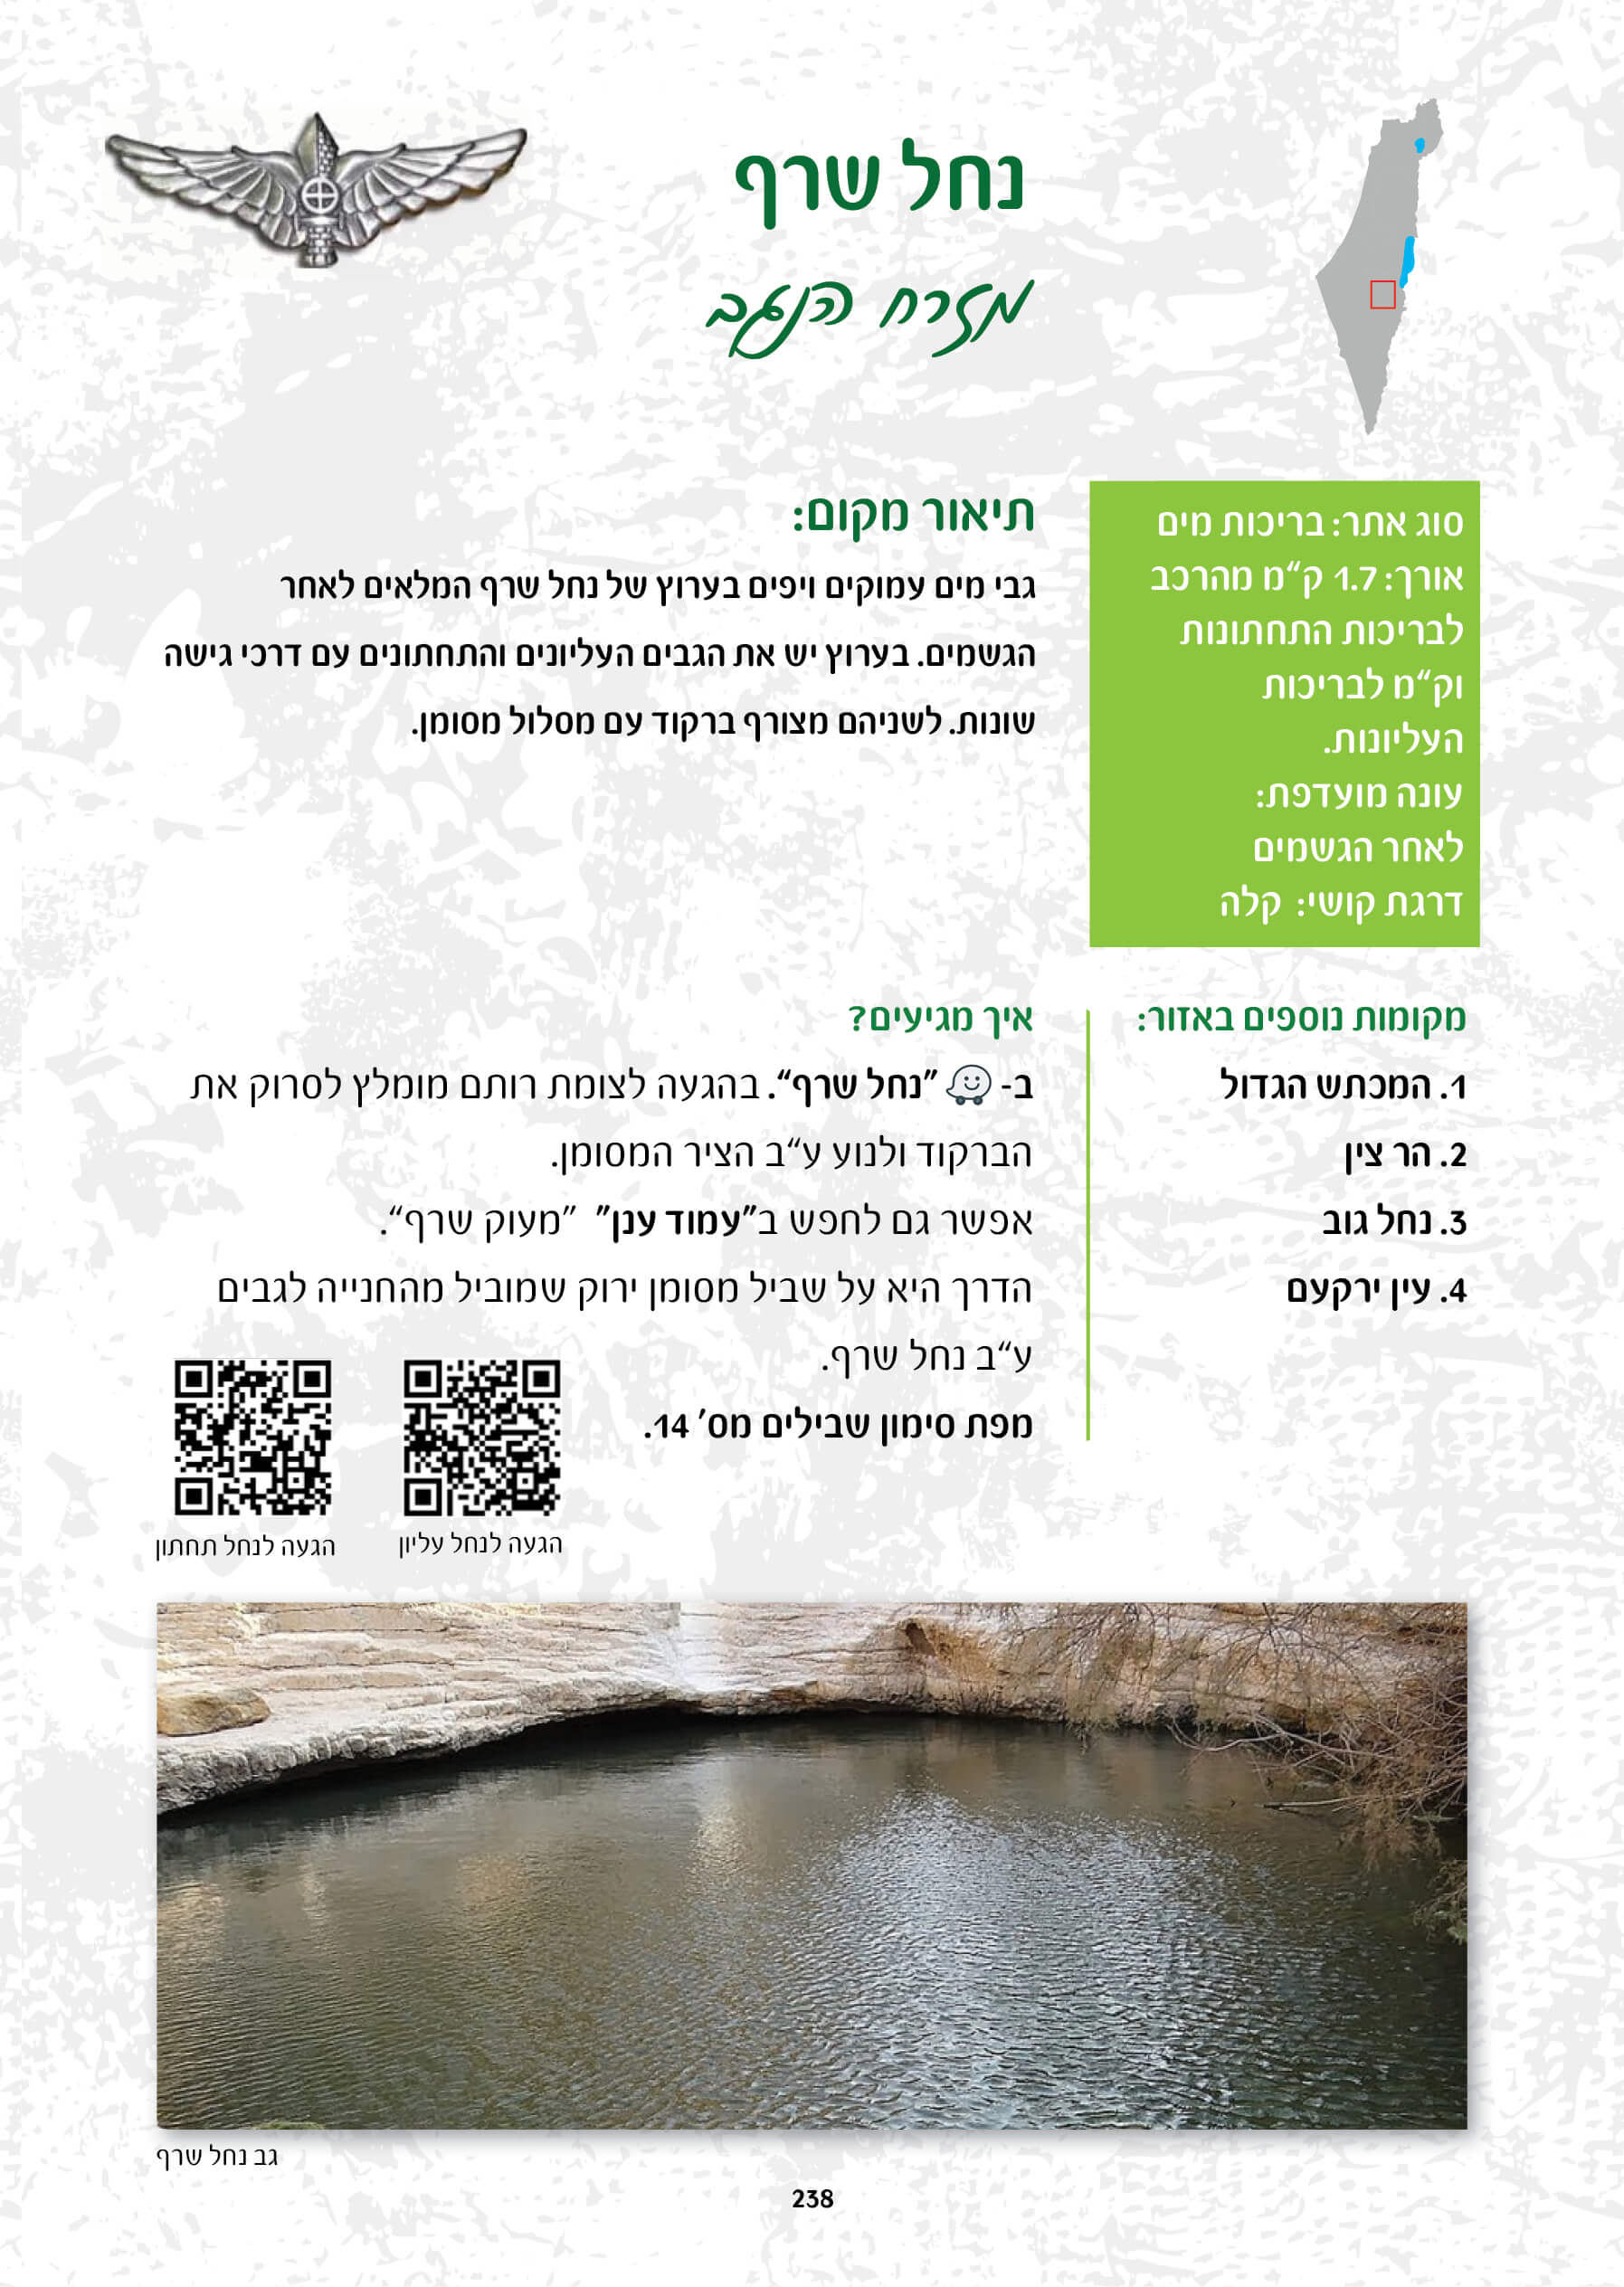 נחל שרף
מזרח הנגב
סוג אתר: בריכות מים
אורך: 1.7 ק״מ מהרכב
לבריכות התחתונות
וק״מ לבריכות
העליונות.
עונה מועדפת:
לאחר הגשמים
דרגת קושי: קלה
תיאור מקום:
גבי מים עמוקים ויפים בערוץ של נחל שרף המלאים לאחר
הגשמים. בערוץ יש את הגבים העליונים והתחתונים עם דרכי גישה
שונות. לשניהם מצורף ברקוד עם מסלול מסומן.
מקומות נוספים באזור:
1. המכתש הגדול
2. הר צין
3. נחל גוב
4. עין ירקעם
איך מגיעים?
ב- ״נחל שרף״. בהגעה לצומת רותם מומלץ לסרוק את
הברקוד ולנוע ע״ב הציר המסומן.
אפשר גם לחפש ב״עמוד ענן״ ״מעוק שרף״.
הדרך היא על שביל מסומן ירוק שמוביל מהחנייה לגבים
ע״ב נחל שרף.
מפת סימון שבילים מס׳ 14.
הגעה לנחל עליון
הגעה לנחל תחתון
גב נחל שרף
238